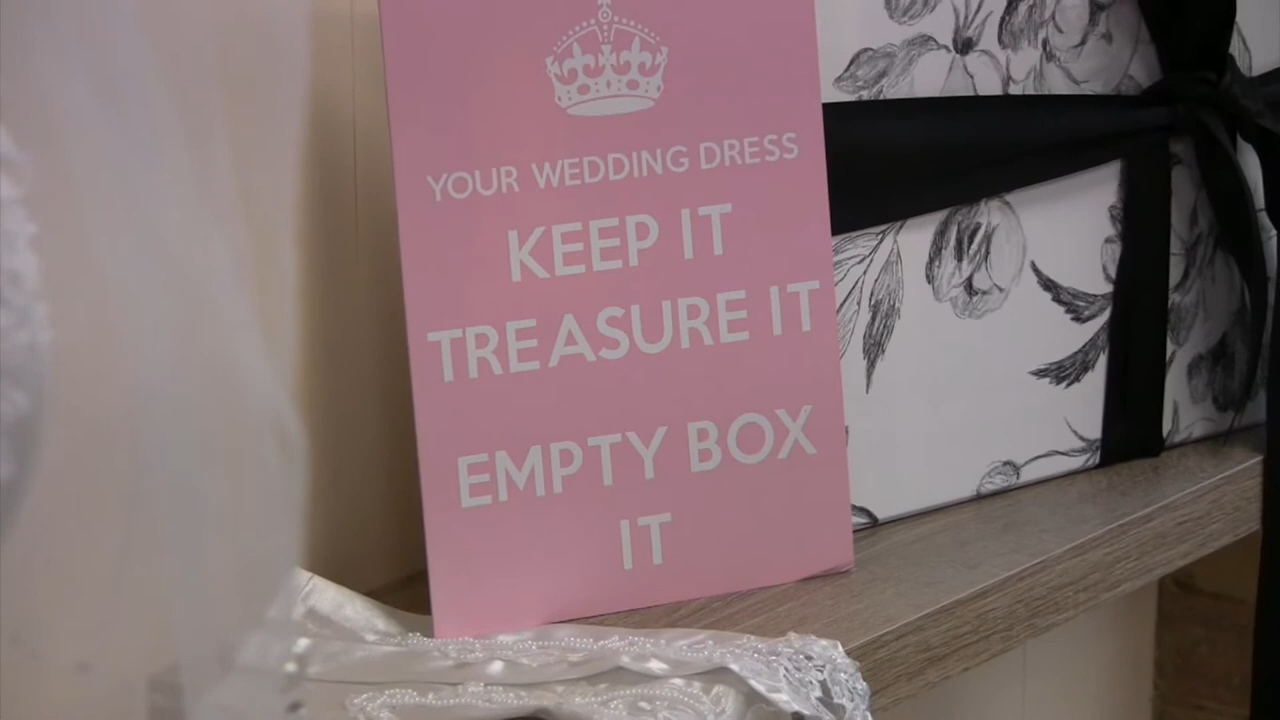 YOUR WEDDING DRESS
KEEP IT
TREASURE IT
EMPTY BOX
IT